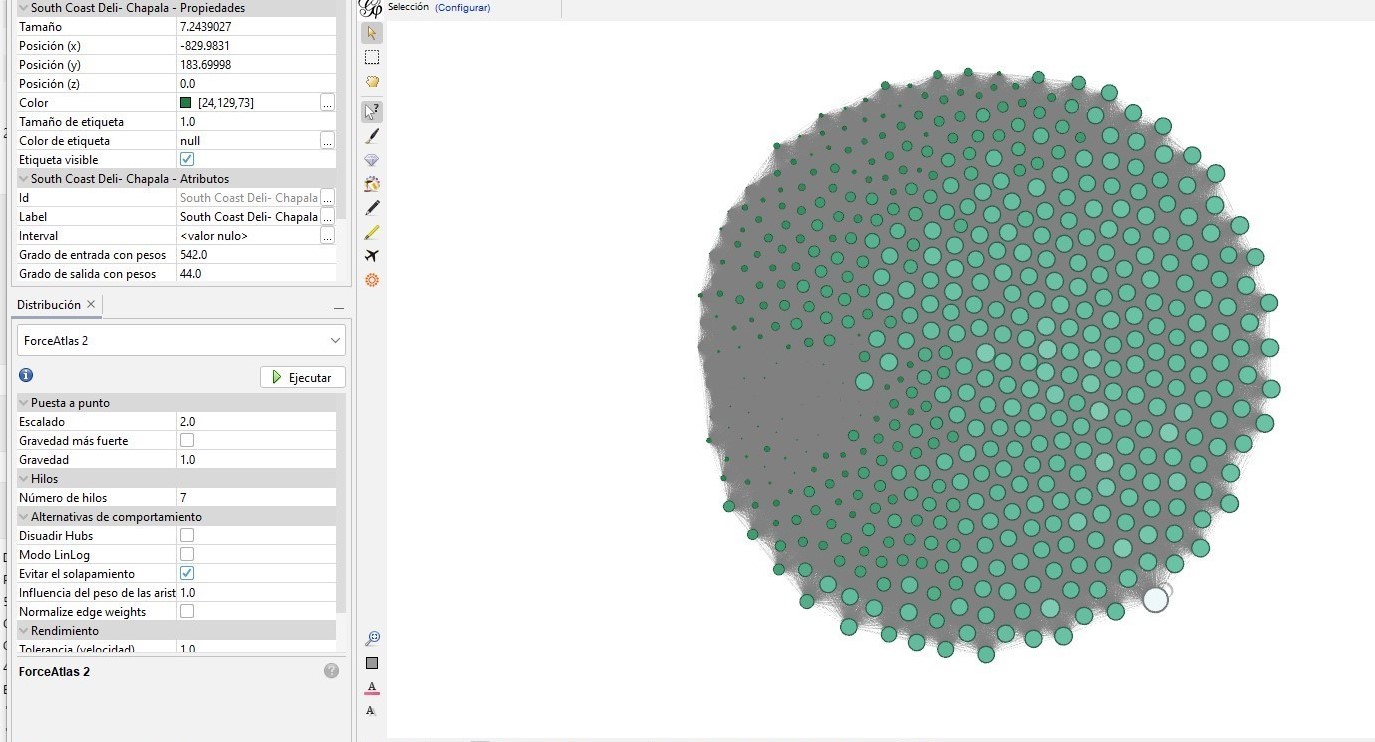 South Coast Deli- Chapala - Propiedades
Tamaño 7.2439027
Posición (x) -829.9831
Posición (y) 183.69998
Posición (z) 0.0
Color [24,129,73] ...
Tamaño de etiqueta 1.0
Color de etiqueta null ...
Etiqueta visible
South Coast Deli- Chapala - Atributos
Id South Coast Deli- Chapala ...
Label South Coast Deli- Chapala ...
Interval <valor nulo> ...
Grado de entrada con pesos 542.0
Grado de salida con pesos 44.0
Distribución
ForceAtlas 2
Ejecutar
Puesta a punto
Escalado 2.0
Gravedad más fuerte
Gravedad 1.0
Hilos
Número de hilos 7
Alternativas de comportamiento
Disuadir Hubs
Modo LinLog
Evitar el solapamiento
Influencia del peso de las arist 1.0
Normalize edge weights
Rendimiento
Tolerancia (velocidad) 1.0
ForceAtlas 2
?
Selección (Configurar)
A
A